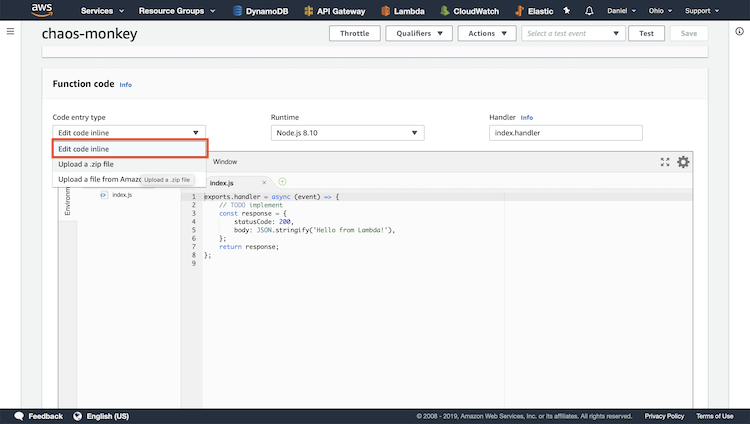 aws Services Resource Groups DynamoDB API Gateway Lambda CloudWatch Elastic Daniel Ohio Support
chaos-monkey Throttle Qualifiers Actions Select a test event Test Save
Function code Info
Code entry type Runtime Handler Info
Edit code inline Node.js 8.10 index.handler
Edit code inline
Upload a .zip file Window
Upload a file from Amaz Upload a .zip file index.js
Environm index.js
1 exports.handler = async (event) => {
2 // TODO implement
3 const response = {
4 statusCode: 200,
5 body: JSON.stringify('Hello from Lambda!'),
6 };
7 return response;
8 };
9
Feedback English (US) © 2008 - 2019, Amazon Web Services, Inc. or its affiliates. All rights reserved. Privacy Policy Terms of Use